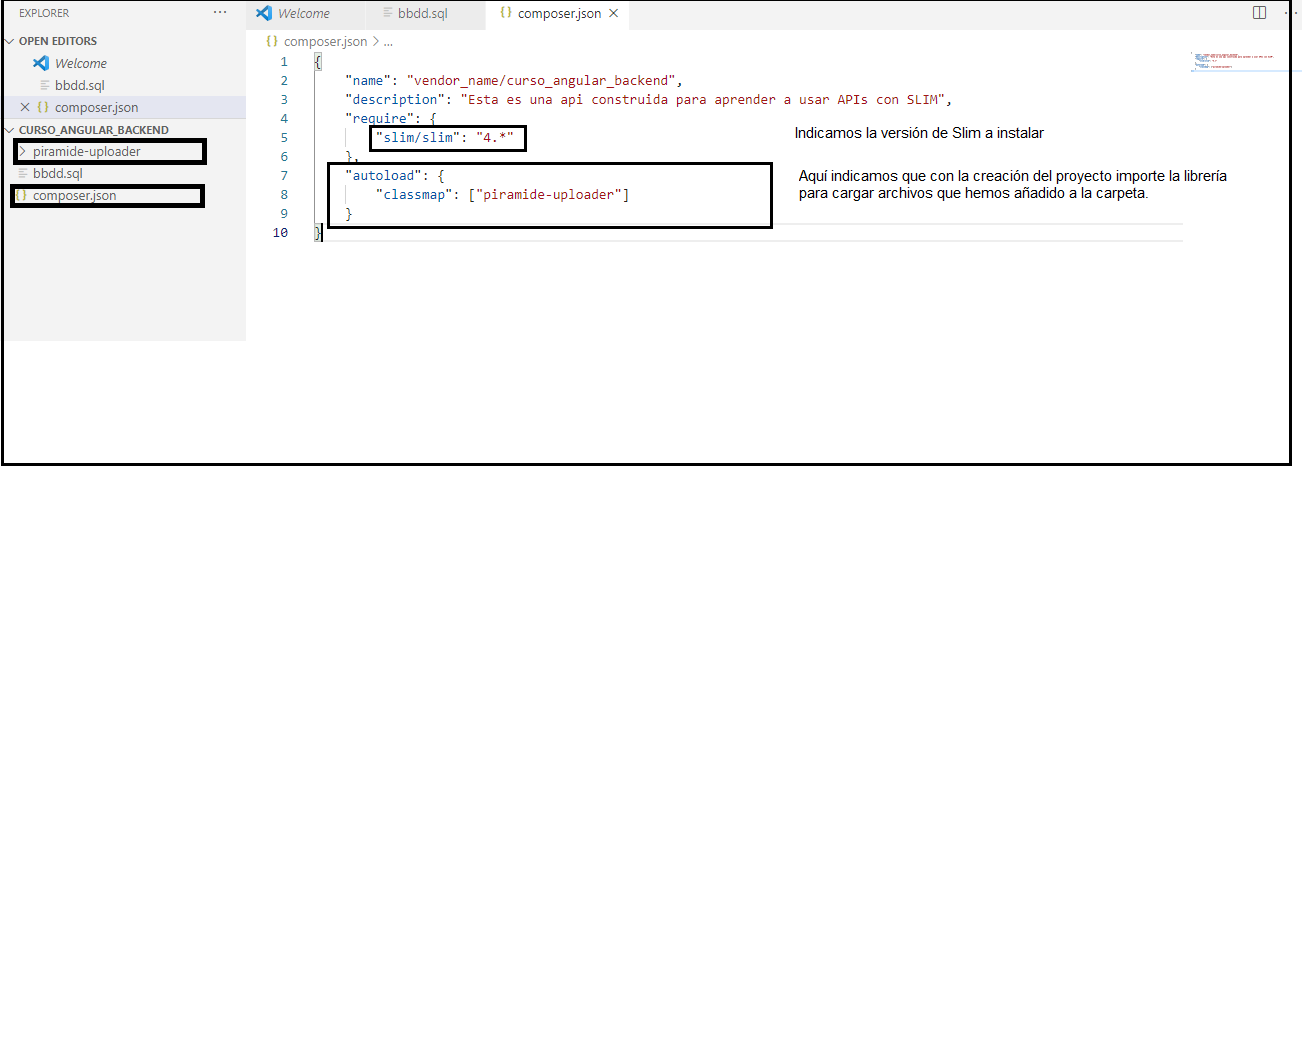 EXPLORER
OPEN EDITORS
Welcome
bbdd.sql
composer.json
CURSO_ANGULAR_BACKEND
piramide-uploader
bbdd.sql
composer.json
Welcome
bbdd.sql
composer.json
{} composer.json > ...
1 {
2 "name": "vendor_name/curso_angular_backend",
3 "description": "Esta es una api construida para aprender a usar APIs con SLIM",
4 "require": {
5 "slim/slim": "4.*"
6 },
7 "autoload": {
8 "classmap": ["piramide-uploader"]
9 }
10 }
Indicamos la versión de Slim a instalar
Aquí indicamos que con la creación del proyecto importe la librería
para cargar archivos que hemos añadido a la carpeta.